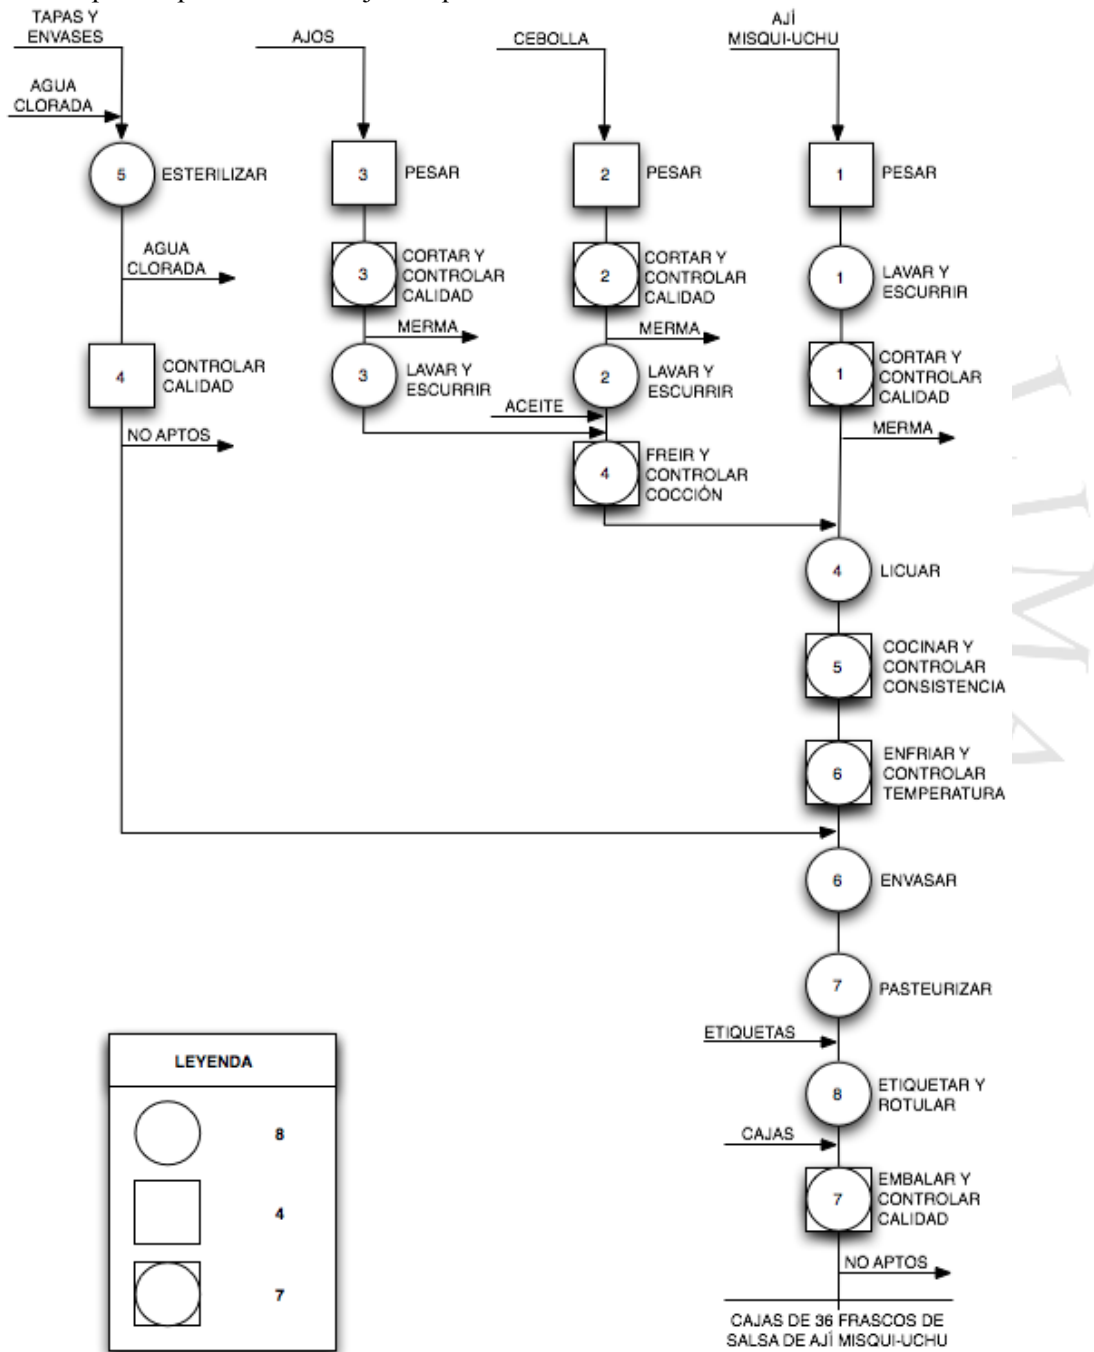 TAPAS Y
ENVASES
AJOS
CEBOLLA
AJÍ
MISQUI-UCHU
AGUA
CLORADA
5 ESTERILIZAR
3 PESAR
2 PESAR
1 PESAR
AGUA
CLORADA
3 CORTAR Y
CONTROLAR
CALIDAD
2 CORTAR Y
CONTROLAR
CALIDAD
1 LAVAR Y
ESCURRIR
MERMA
MERMA
4 CONTROLAR
CALIDAD
3 LAVAR Y
ESCURRIR
2 LAVAR Y
ESCURRIR
1 CORTAR Y
CONTROLAR
CALIDAD
ACEITE
MERMA
NO APTOS
4 FREIR Y
CONTROLAR
COCCIÓN
4 LICUAR
5 COCINAR Y
CONTROLAR
CONSISTENCIA
6 ENFRIAR Y
CONTROLAR
TEMPERATURA
6 ENVASAR
7 PASTEURIZAR
ETIQUETAS
8 ETIQUETAR Y
ROTULAR
CAJAS
7 EMBALAR Y
CONTROLAR
CALIDAD
NO APTOS
CAJAS DE 36 FRASCOS DE
SALSA DE AJÍ MISQUI-UCHU
LEYENDA
8
4
7